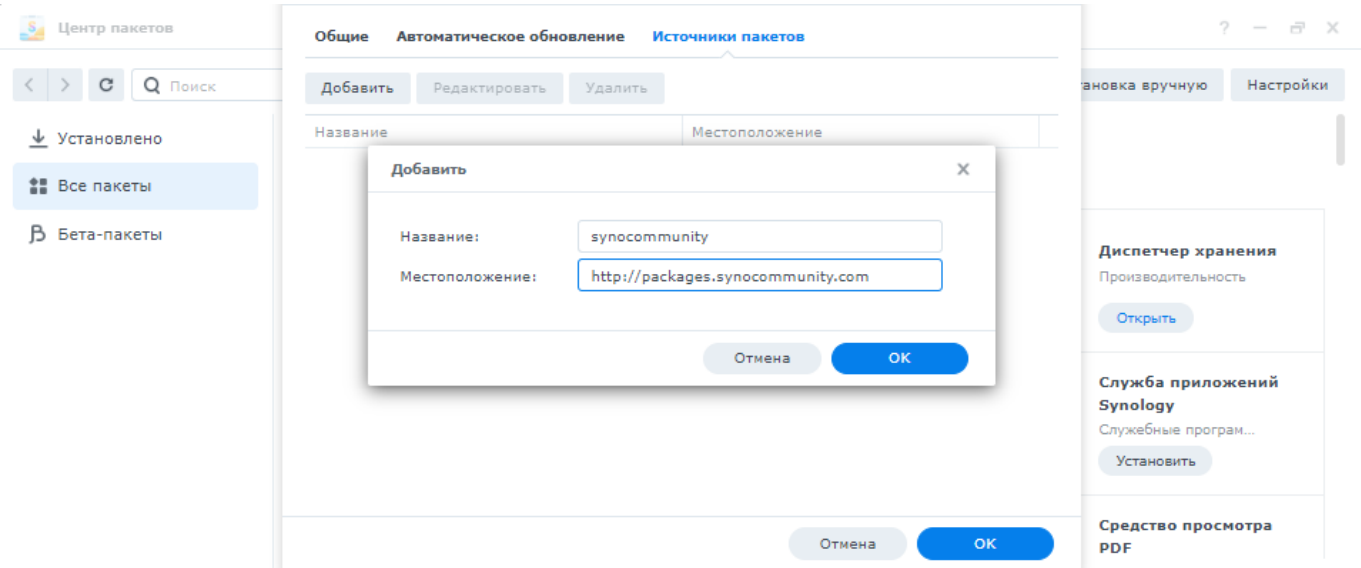 Центр пакетов
?
Общие Автоматическое обновление Источники пакетов
Поиск
Добавить Редактировать Удалить
вка вручную Настройки
Название Местоположение
Установлено
Все пакеты
Бета-пакеты
Добавить
Название: synocommunity
Местоположение: http://packages.synocommunity.com
Отмена OK
Диспетчер хранения
Производительность
Открыть
Служба приложений
Synology
Служебные програм...
Установить
Средство просмотра
PDF
Отмена OK